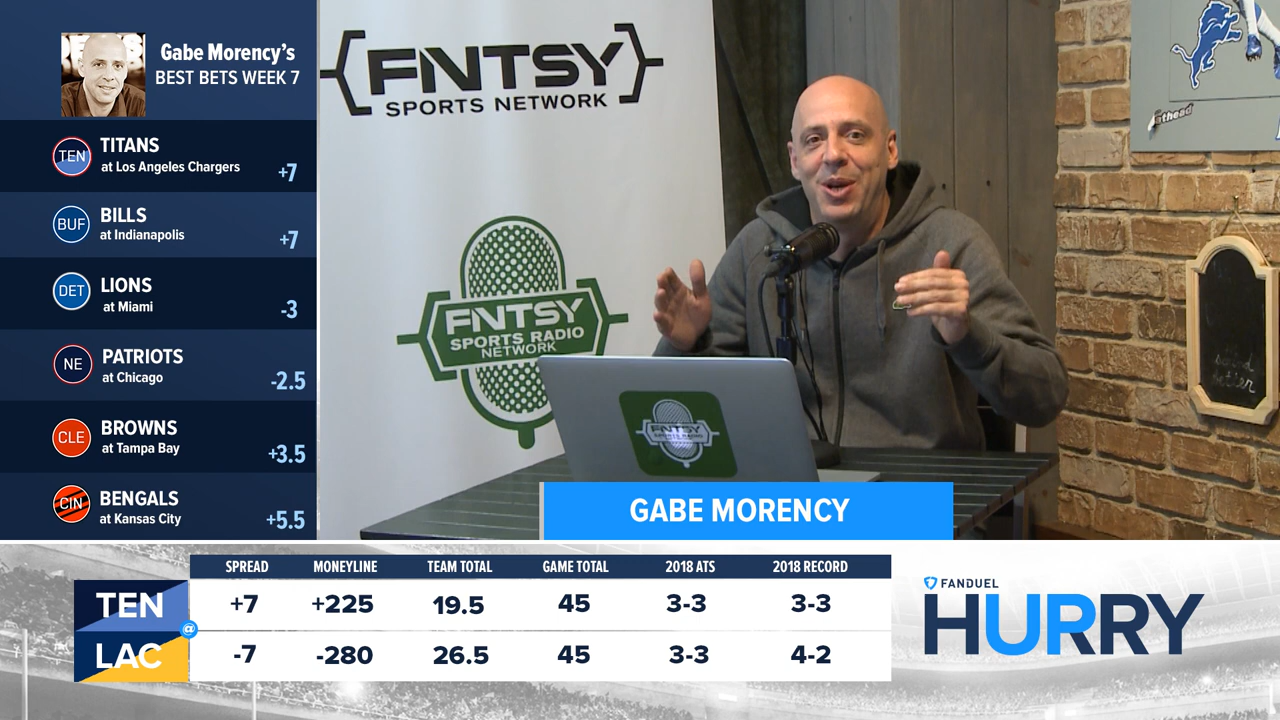 Gabe Morency's
BEST BETS WEEK 7
TEN
TITANS
at Los Angeles Chargers
+7
BUF
BILLS
at Indianapolis
+7
DET
LIONS
at Miami
-3
NE
PATRIOTS
at Chicago
-2.5
CLE
BROWNS
at Tampa Bay
+3.5
CIN
BENGALS
at Kansas City
+5.5
FNTSY
SPORTS NETWORK
FNTSY
SPORTS RADIO
NETWORK
FNTSY
SPORTS RADIO
GABE MORENCY
SPREAD MONEYLINE TEAM TOTAL GAME TOTAL 2018 ATS 2018 RECORD
TEN +7 +225 19.5 45 3-3 3-3
@
LAC -7 -280 26.5 45 3-3 4-2
FANDUEL
HURRY